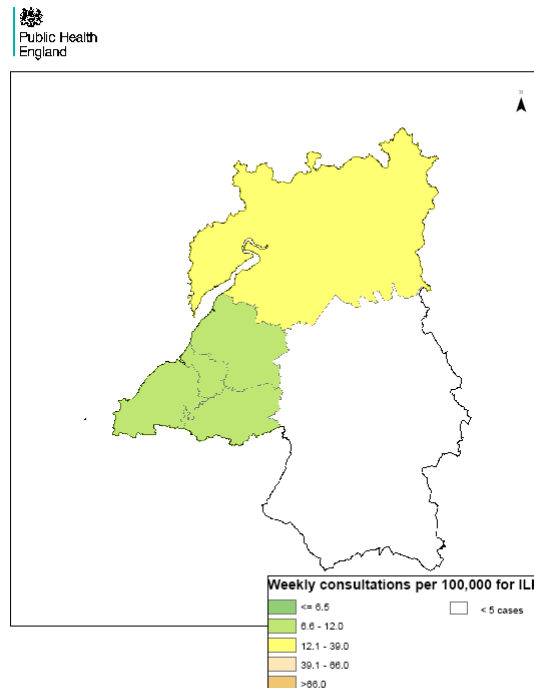 Public Health
England
N
Weekly consultations per 100,000 for ILI
<= 6.5
< 5 cases
6.6 - 12.0
12.1 - 39.0
39.1 - 66.0
>66.0